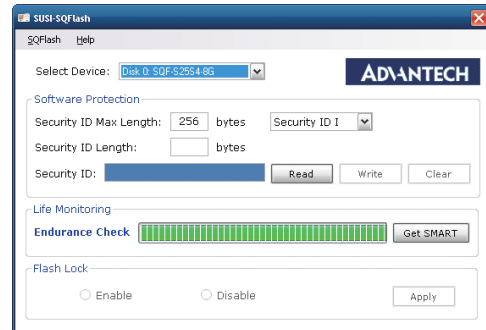 SUSI-SQFlash
SQFlash Help
Select Device: Disk 0: SQF-S25S4-8G
ADVANTECH
Software Protection
Security ID Max Length: 256 bytes Security ID I
Security ID Length: bytes
Security ID: Read Write Clear
Life Monitoring
Endurance Check Get SMART
Flash Lock
Enable Disable Apply